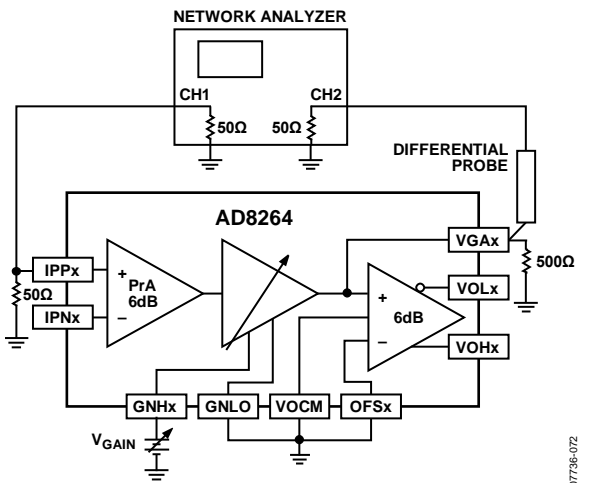 NETWORK ANALYZER
CH1 CH2
50Ω 50Ω
DIFFERENTIAL
PROBE
AD8264
VGAx
500Ω
IPPx
50Ω
IPNx
+
PrA
6dB
–
+
6dB
–
VOLx
VOHx
GNHx GNLO VOCM OFSx
VGAIN
07736-072